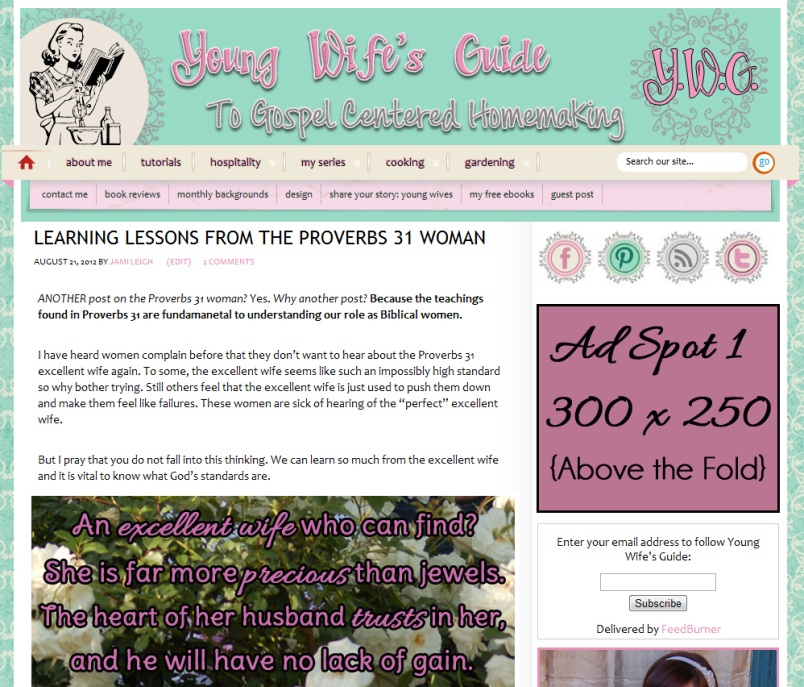 Young Wife's Guide
To Gospel Centered Homemaking
Y.W.G.
about me
tutorials
hospitality
my series
cooking
gardening
Search our site...
go
contact me
book reviews
monthly backgrounds
design
share your story: young wives
my free ebooks
guest post
LEARNING LESSONS FROM THE PROVERBS 31 WOMAN
AUGUST 21, 2012 BY JAMI LEIGH (EDIT) 2 COMMENTS
ANOTHER post on the Proverbs 31 woman? Yes. Why another post? Because the teachings
found in Proverbs 31 are fundamanetal to understanding our role as Biblical women.
I have heard women complain before that they don't want to hear about the Proverbs 31
excellent wife again. To some, the excellent wife seems like such an impossibly high standard
so why bother trying. Still others feel that the excellent wife is just used to push them down
and make them feel like failures. These women are sick of hearing of the “perfect” excellent
wife.
But I pray that you do not fall into this thinking. We can learn so much from the excellent wife
and it is vital to know what God's standards are.
An excellent wife who can find?
She is far more precious than jewels.
The heart of her husband trusts in her,
and he will have no lack of gain.
Ad Spot 1
300 x 250
{Above the Fold}
Enter your email address to follow Young
Wife's Guide:
Subscribe
Delivered by FeedBurner